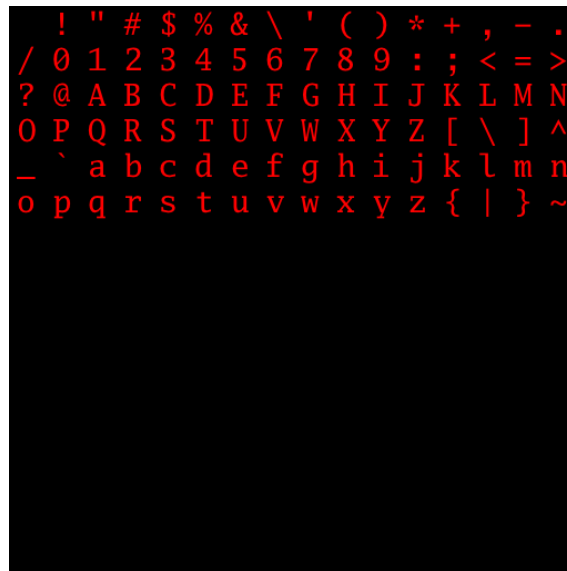 ! " # $ % & \ ' ( ) * + , - .
/ 0 1 2 3 4 5 6 7 8 9 : ; < = >
? @ A B C D E F G H I J K L M N
O P Q R S T U V W X Y Z [ \ ] ^
_ ` a b c d e f g h i j k l m n
o p q r s t u v w x y z { | } ~